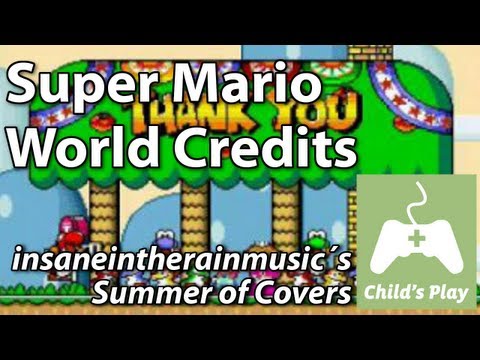 Super Mario
THANK YOU
World Credits
insaneintherainmusic´s
Summer of Covers
Child's Play